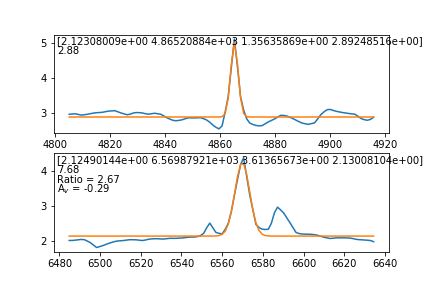 [2.12308009e+00 4.86520884e+03 1.35635869e+00 2.89248516e+00]
2.88
5
4
3
4800 4820 4840 4860 4880 4900 4920
[2.12490144e+00 6.56987921e+03 3.61365673e+00 2.13008104e+00]
7.68
Ratio = 2.67
Aᵥ = -0.29
4
3
2
6480 6500 6520 6540 6560 6580 6600 6620 6640